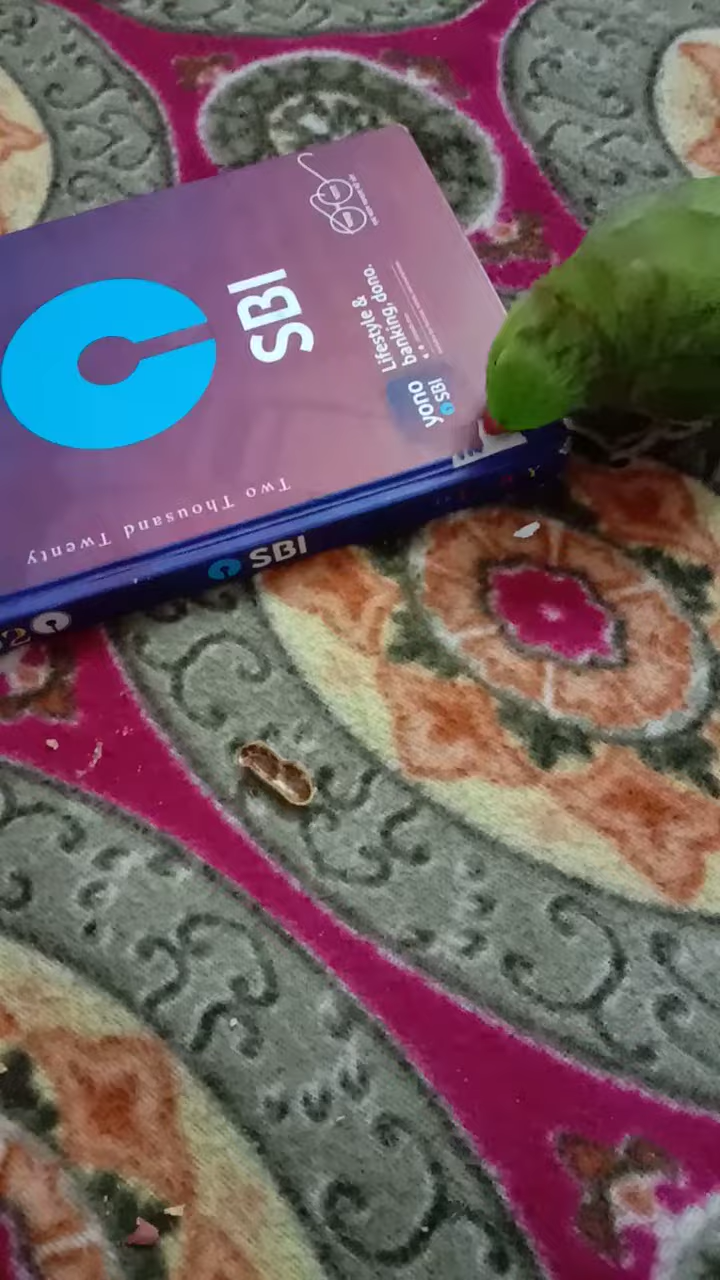 SBI
Lifestyle &
banking, dono.
yono
SBI
Two Thousand Twenty
SBI